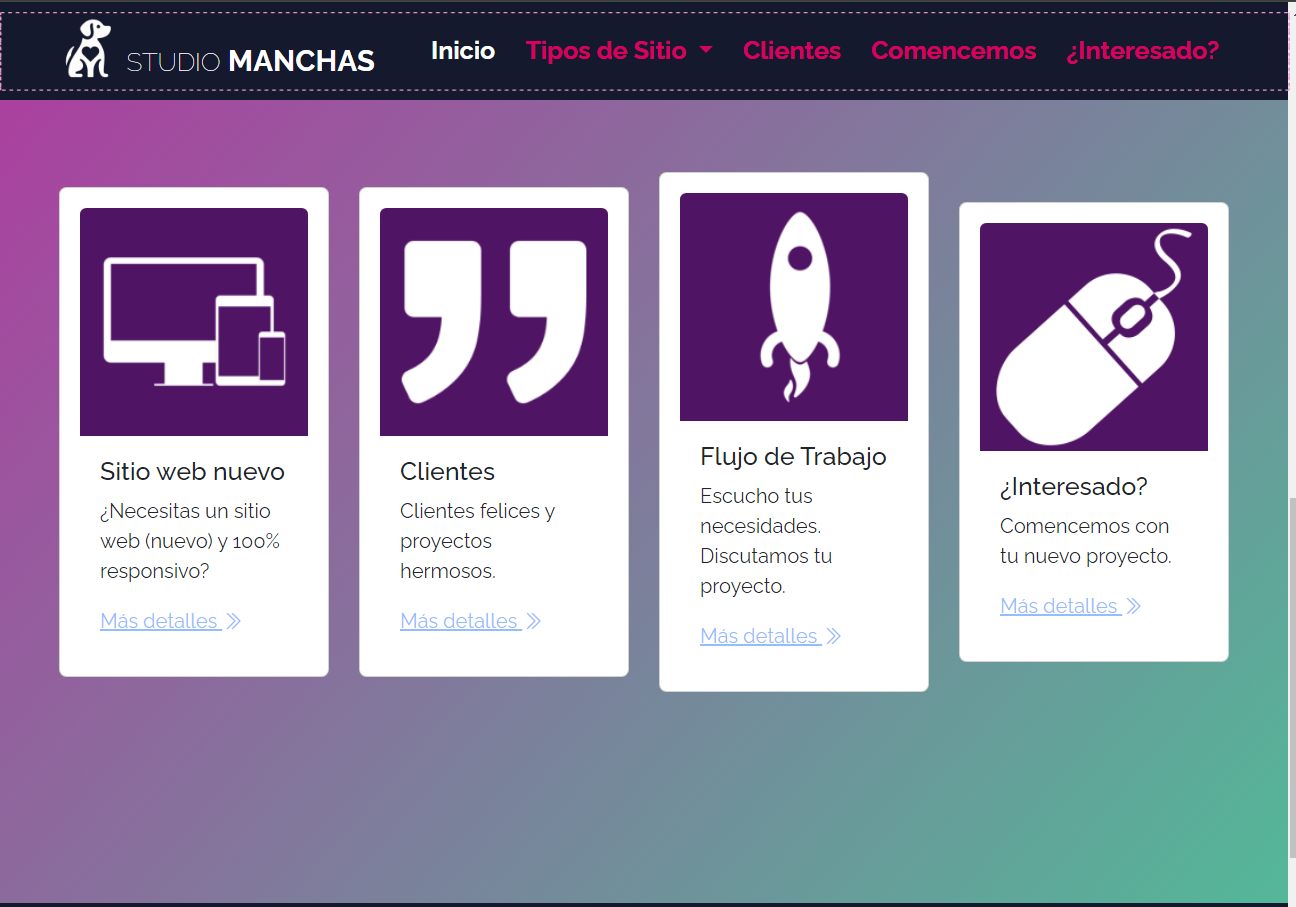 STUDIO MANCHAS
Inicio
Tipos de Sitio
Clientes
Comencemos
¿Interesado?
Sitio web nuevo
¿Necesitas un sitio
web (nuevo) y 100%
responsivo?
Más detalles
Clientes
Clientes felices y
proyectos
hermosos.
Más detalles
Flujo de Trabajo
Escucho tus
necesidades.
Discutamos tu
proyecto.
Más detalles
¿Interesado?
Comencemos con
tu nuevo proyecto.
Más detalles